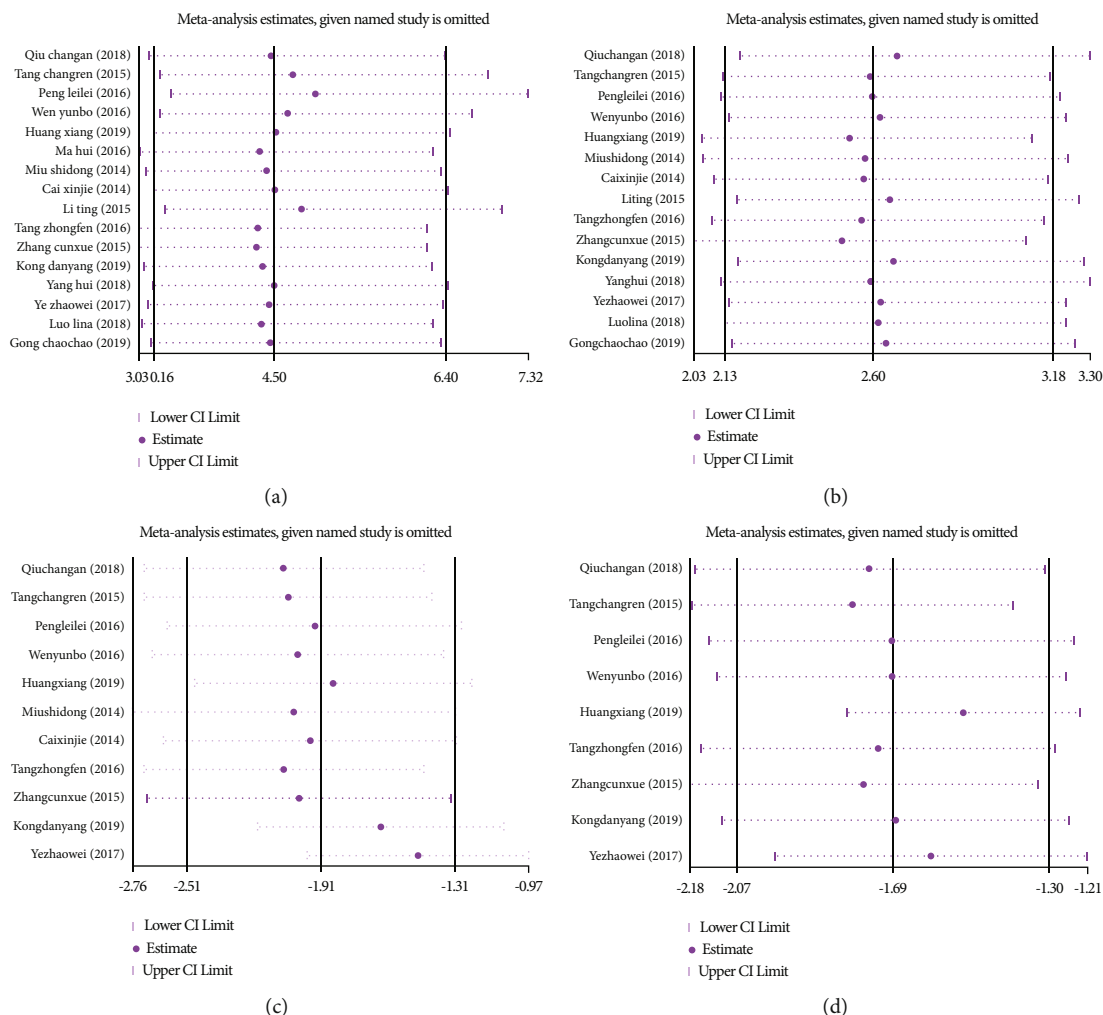 Meta-analysis estimates, given named study is omitted
Qiu changan (2018)
Tang changren (2015)
Peng leilei (2016)
Wen yunbo (2016)
Huang xiang (2019)
Ma hui (2016)
Miu shidong (2014)
Cai xinjie (2014)
Li ting (2015
Tang zhongfen (2016)
Zhang cunxue (2015)
Kong danyang (2019)
Yang hui (2018)
Ye zhaowei (2017)
Luo lina (2018)
Gong chaochao (2019)
3.03 0.16 4.50 6.40 7.32
Lower CI Limit
Estimate
Upper CI Limit
(a)
Meta-analysis estimates, given named study is omitted
Qiuchangan (2018)
Tangchangren (2015)
Pengleilei (2016)
Wenyunbo (2016)
Huangxiang (2019)
Miushidong (2014)
Caixinjie (2014)
Liting (2015
Tangzhongfen (2016)
Zhangcunxue (2015)
Kongdanyang (2019)
Yanghui (2018)
Yezhaowei (2017)
Luolina (2018)
Gongchaochao (2019)
2.03 2.13 2.60 3.18 3.30
Lower CI Limit
Estimate
Upper CI Limit
(b)
Meta-analysis estimates, given named study is omitted
Qiuchangan (2018)
Tangchangren (2015)
Pengleilei (2016)
Wenyunbo (2016)
Huangxiang (2019)
Miushidong (2014)
Caixinjie (2014)
Tangzhongfen (2016)
Zhangcunxue (2015)
Kongdanyang (2019)
Yezhaowei (2017)
-2.76 -2.51 -1.91 -1.31 -0.97
Lower CI Limit
Estimate
Upper CI Limit
(c)
Meta-analysis estimates, given named study is omitted
Qiuchangan (2018)
Tangchangren (2015)
Pengleilei (2016)
Wenyunbo (2016)
Huangxiang (2019)
Tangzhongfen (2016)
Zhangcunxue (2015)
Kongdanyang (2019)
Yezhaowei (2017)
-2.18 -2.07 -1.69 -1.30 -1.21
Lower CI Limit
Estimate
Upper CI Limit
(d)